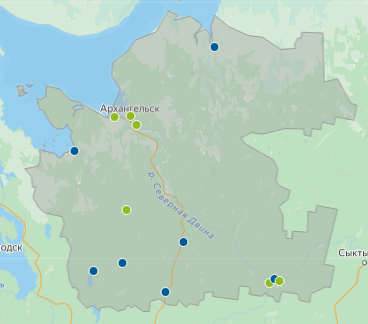 Архангельск
р. Северная Двина
одск
Сыкты
ь